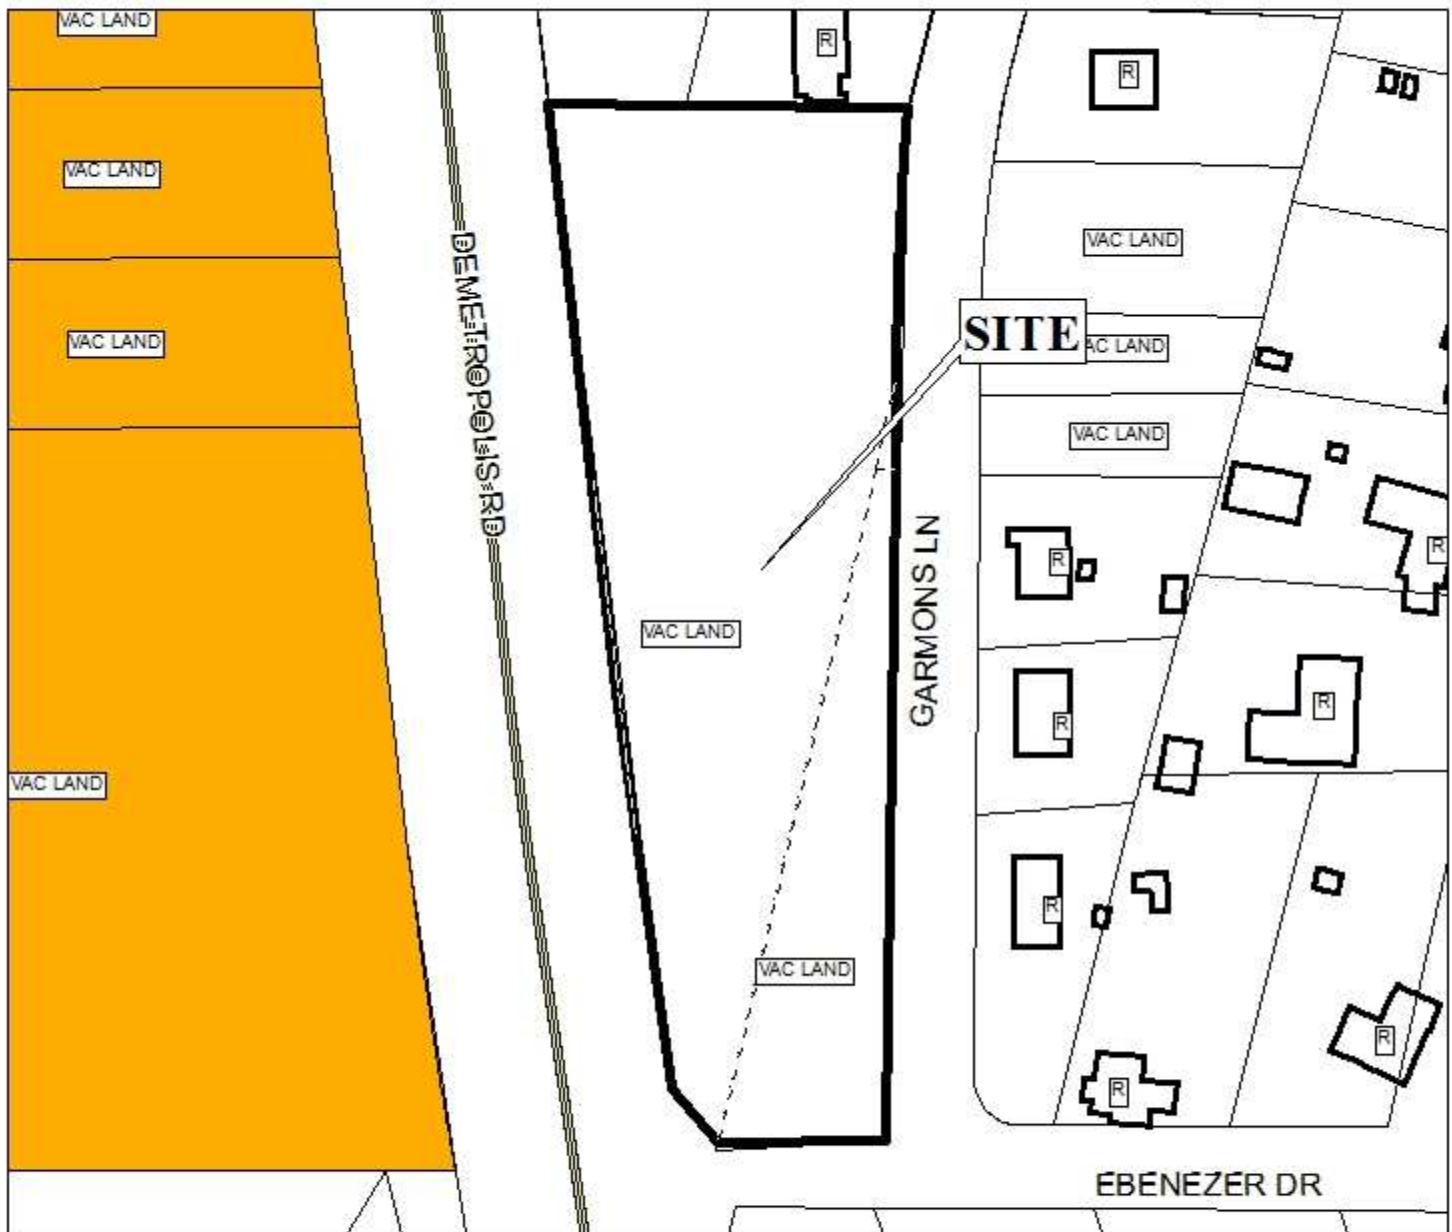 VAC LAND
R
R
VAC LAND
VAC LAND
DEMETROPOLIS RD
SITE
VAC LAND
AC LAND
VAC LAND
R
R
GARMONS LN
VAC LAND
R
R
VAC LAND
R
VAC LAND
R
R
EBENEZER DR